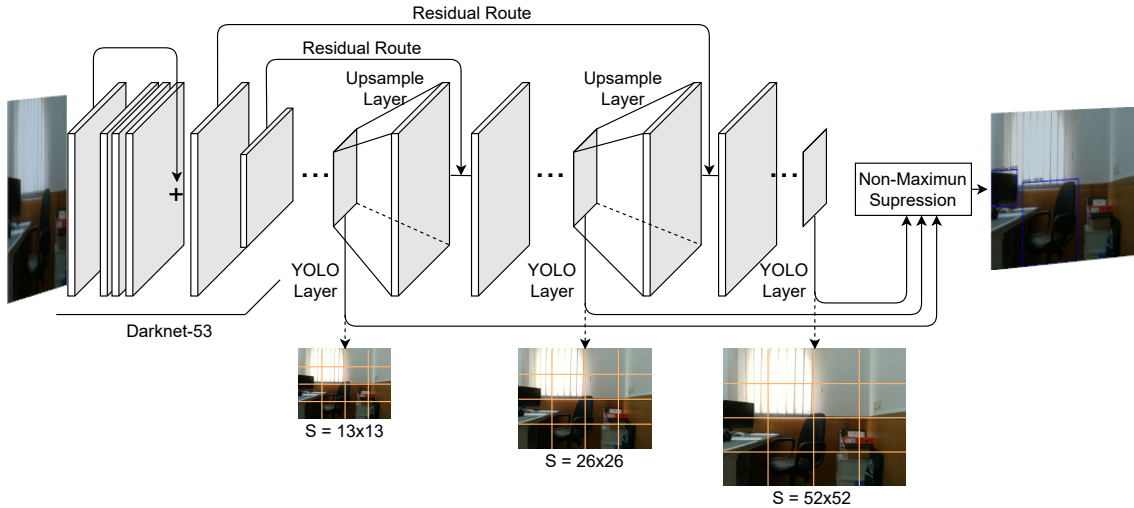 Residual Route
Residual Route
Upsample
Layer
Upsample
Layer
+
...
...
...
Non-Maximun
Supression
YOLO
Layer
YOLO
Layer
YOLO
Layer
Darknet-53
S = 13x13
S = 26x26
S = 52x52